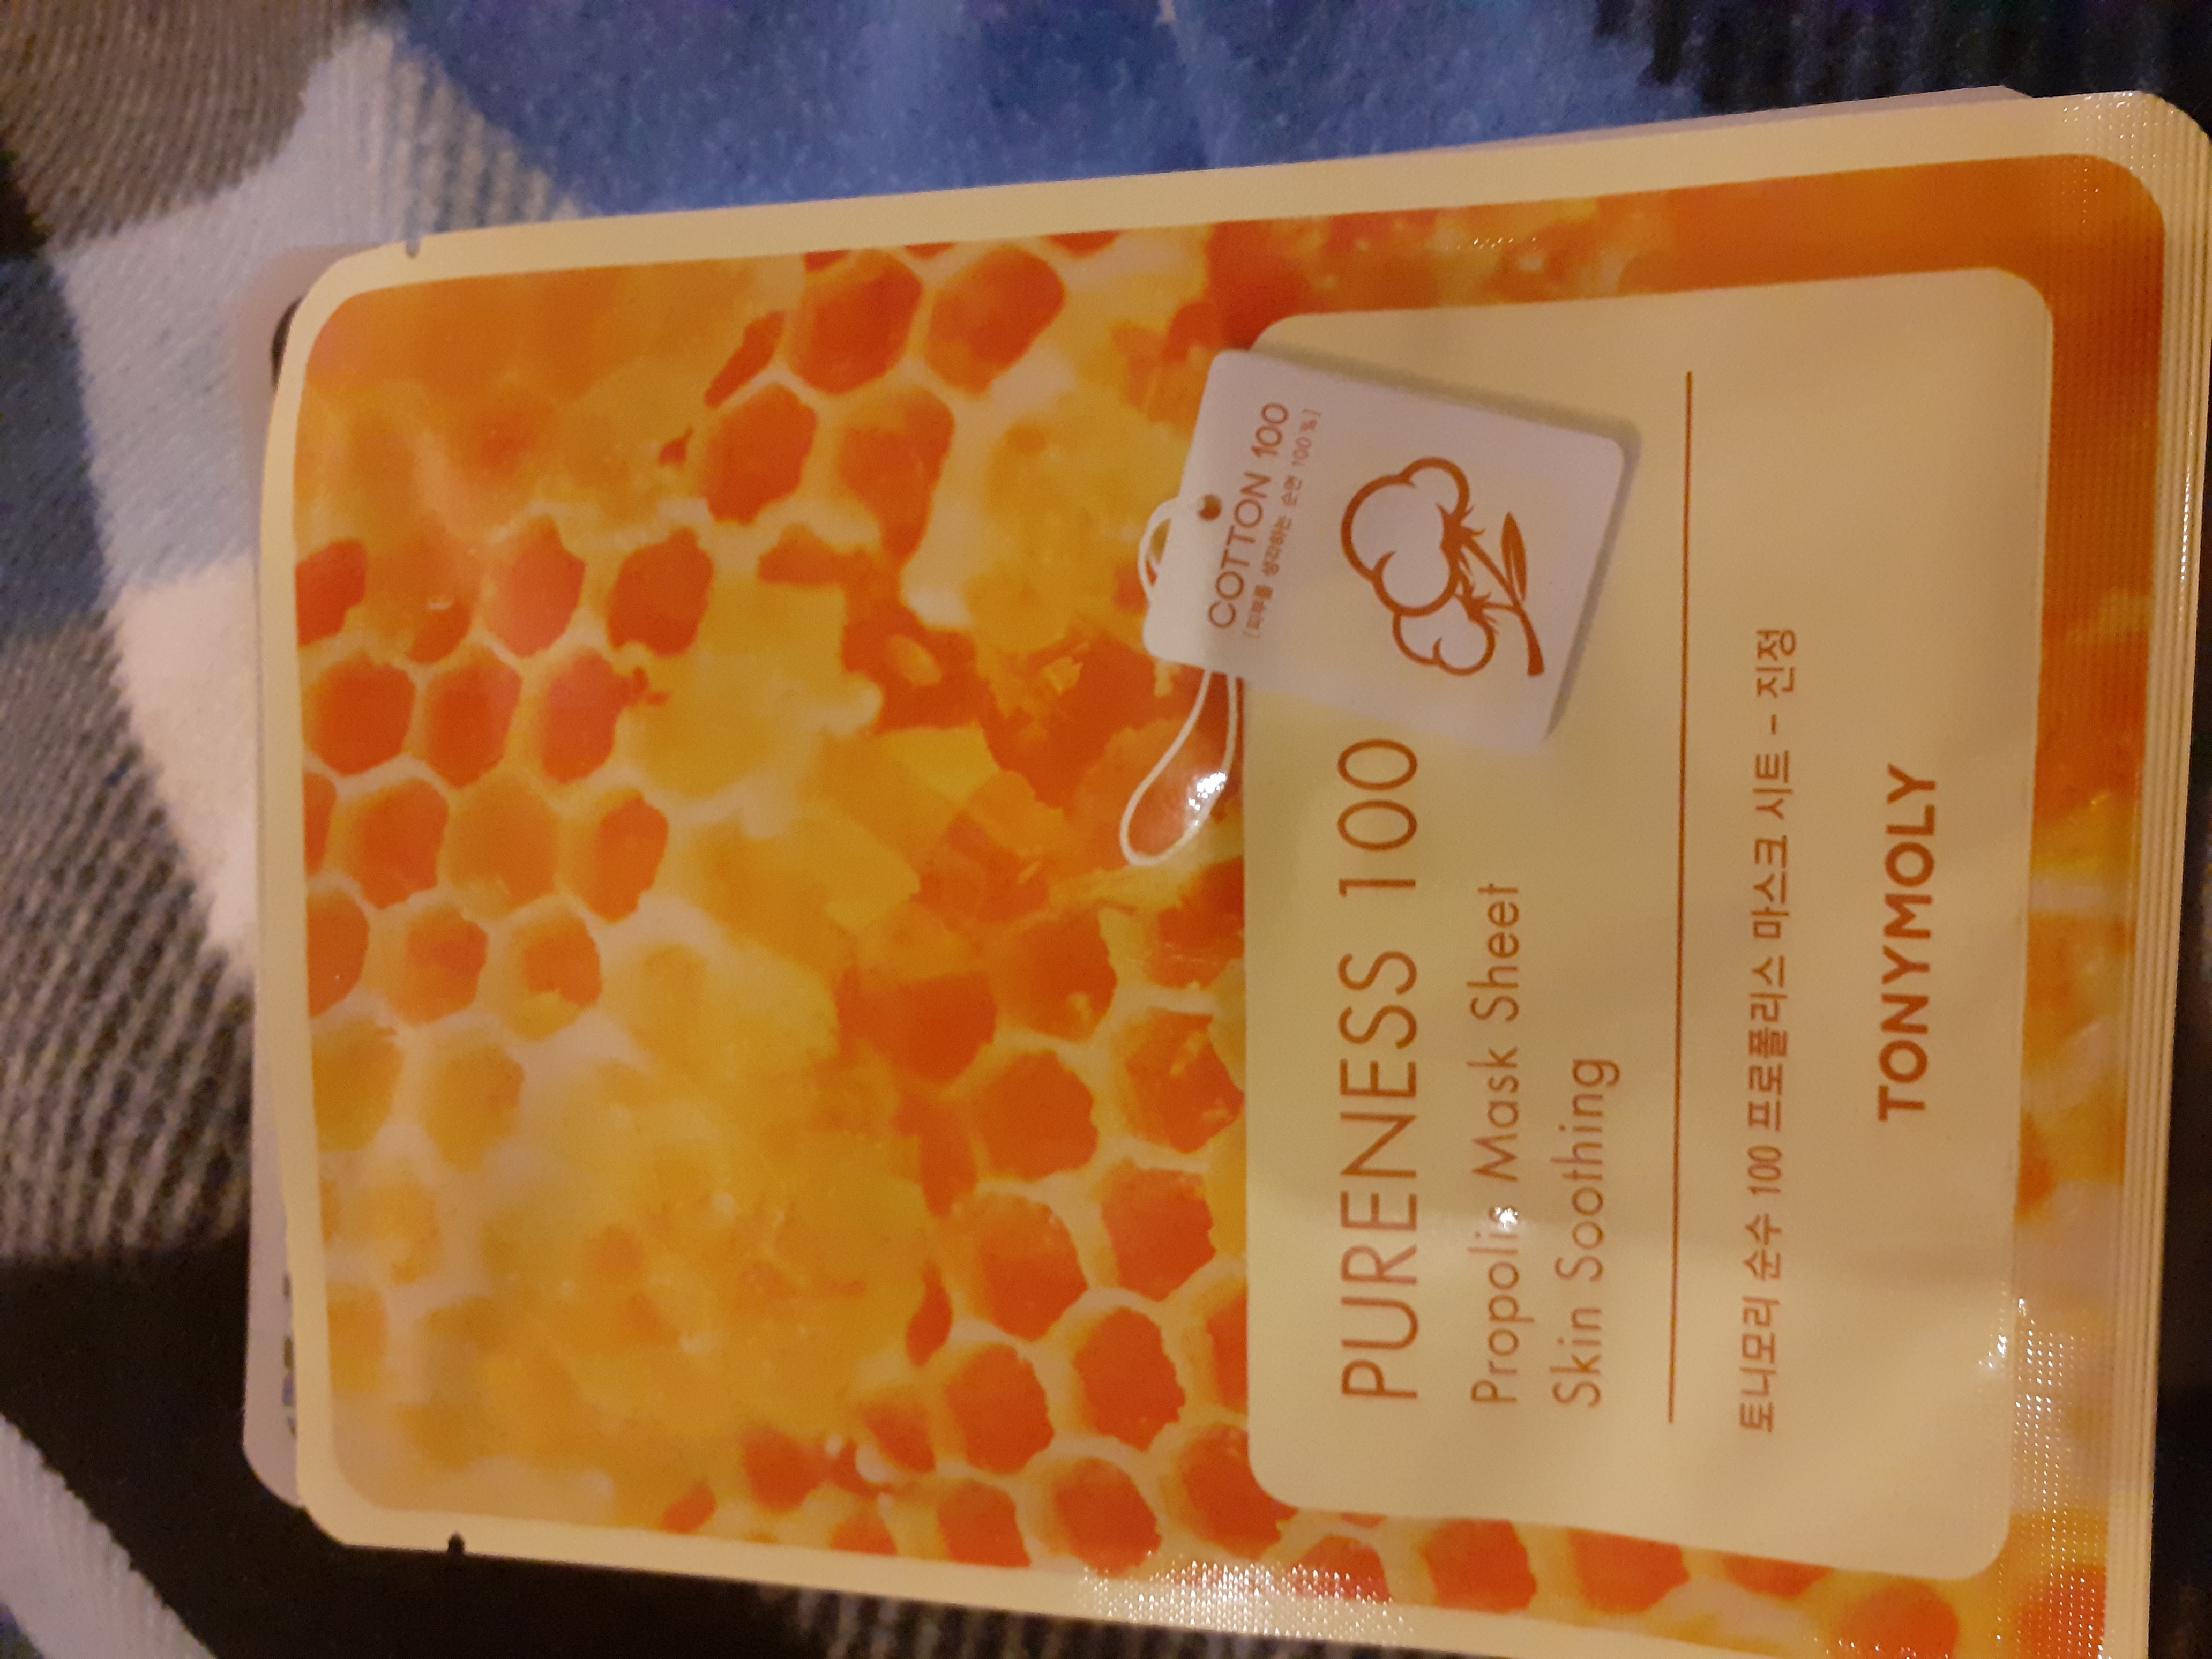 COTTON 100
[피부를 생각하는 순면 100%]
PURENESS 100
Propolis Mask Sheet
Skin Soothing
토니모리 순수 100 프로폴리스 마스크 시트 - 진정
TONYMOLY